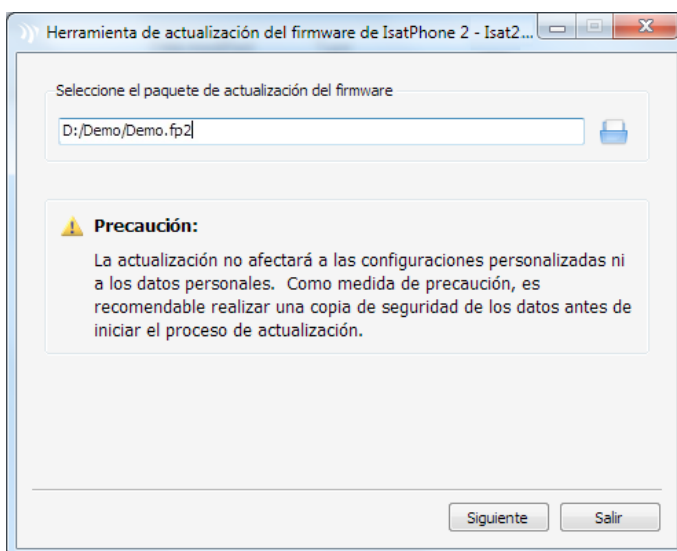 Herramienta de actualización del firmware de IsatPhone 2 - Isat2...
Seleccione el paquete de actualización del firmware
D:/Demo/Demo.fp2
Precaución:
La actualización no afectará a las configuraciones personalizadas ni
a los datos personales. Como medida de precaución, es
recomendable realizar una copia de seguridad de los datos antes de
iniciar el proceso de actualización.
Siguiente Salir